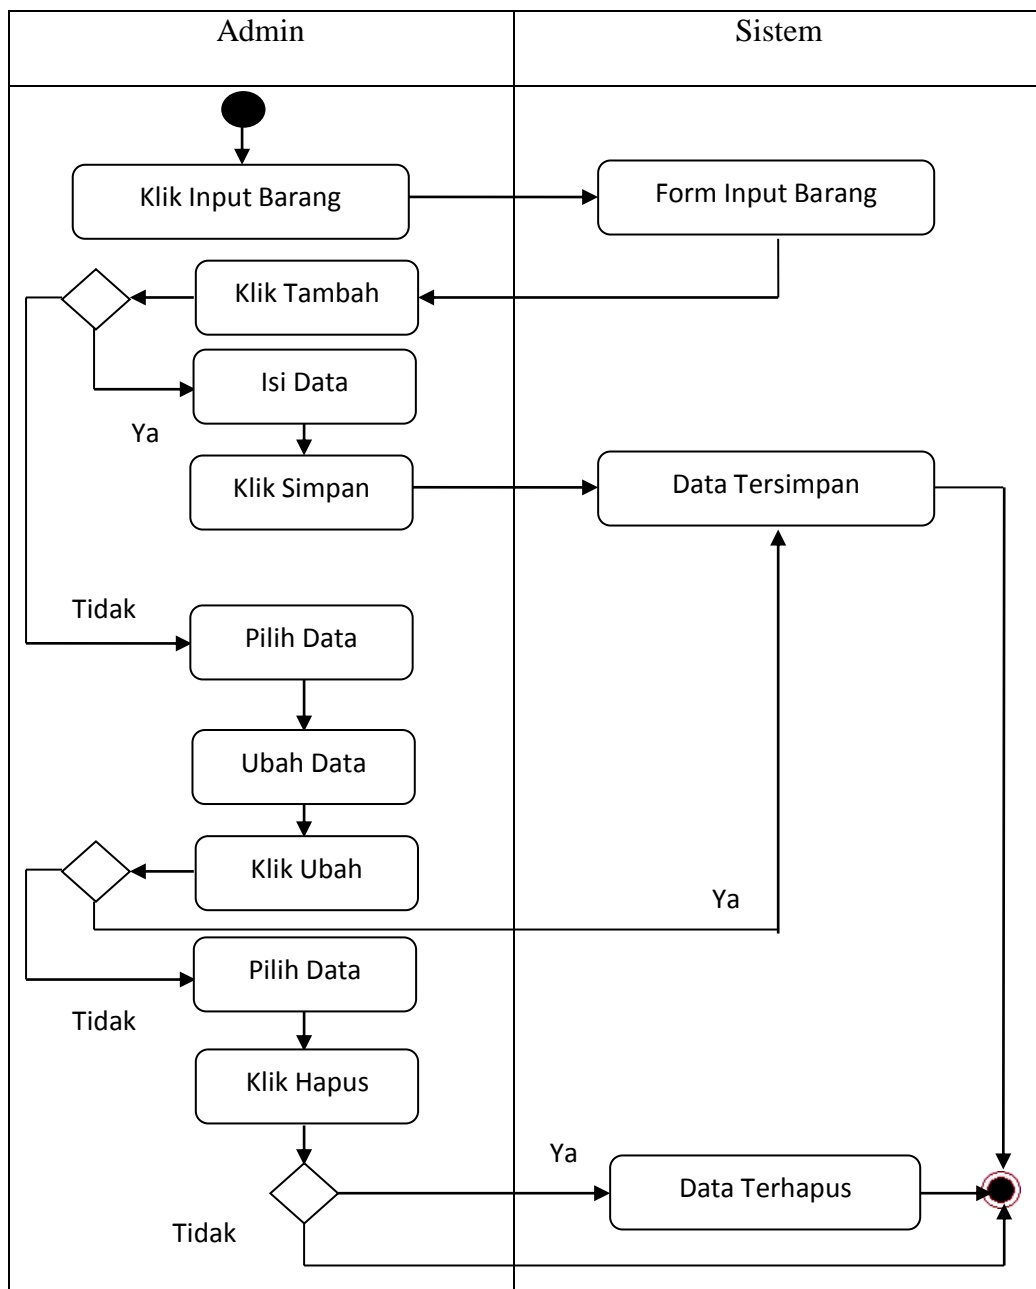 Admin
Sistem
Klik Input Barang
Form Input Barang
Klik Tambah
Isi Data
Ya
Klik Simpan
Data Tersimpan
Tidak
Pilih Data
Ubah Data
Klik Ubah
Ya
Pilih Data
Tidak
Klik Hapus
Ya
Data Terhapus
Tidak